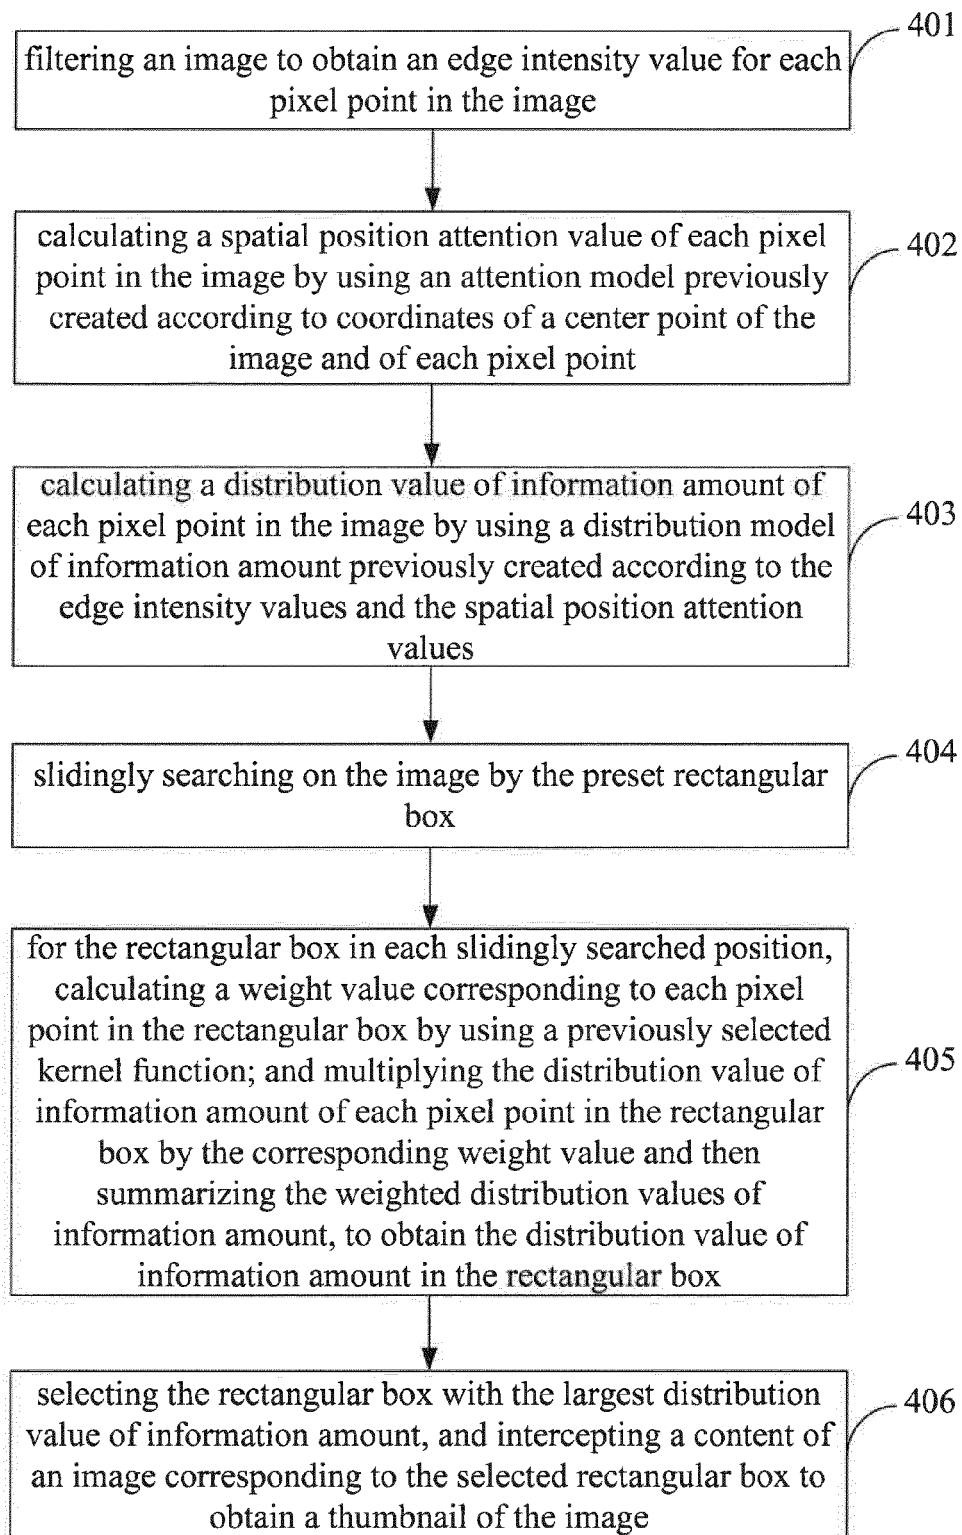 401
filtering an image to obtain an edge intensity value for each
pixel point in the image
402
calculating a spatial position attention value of each pixel
point in the image by using an attention model previously
created according to coordinates of a center point of the
image and of each pixel point
403
calculating a distribution value of information amount of
each pixel point in the image by using a distribution model
of information amount previously created according to the
edge intensity values and the spatial position attention
values
404
slidingly searching on the image by the preset rectangular
box
for the rectangular box in each slidingly searched position,
calculating a weight value corresponding to each pixel
point in the rectangular box by using a previously selected
kernel function; and multiplying the distribution value of
405
information amount of each pixel point in the rectangular
box by the corresponding weight value and then
summarizing the weighted distribution values of
information amount, to obtain the distribution value of
information amount in the rectangular box
406
selecting the rectangular box with the largest distribution
value of information amount, and intercepting a content of
an image corresponding to the selected rectangular box to
obtain a thumbnail of the image